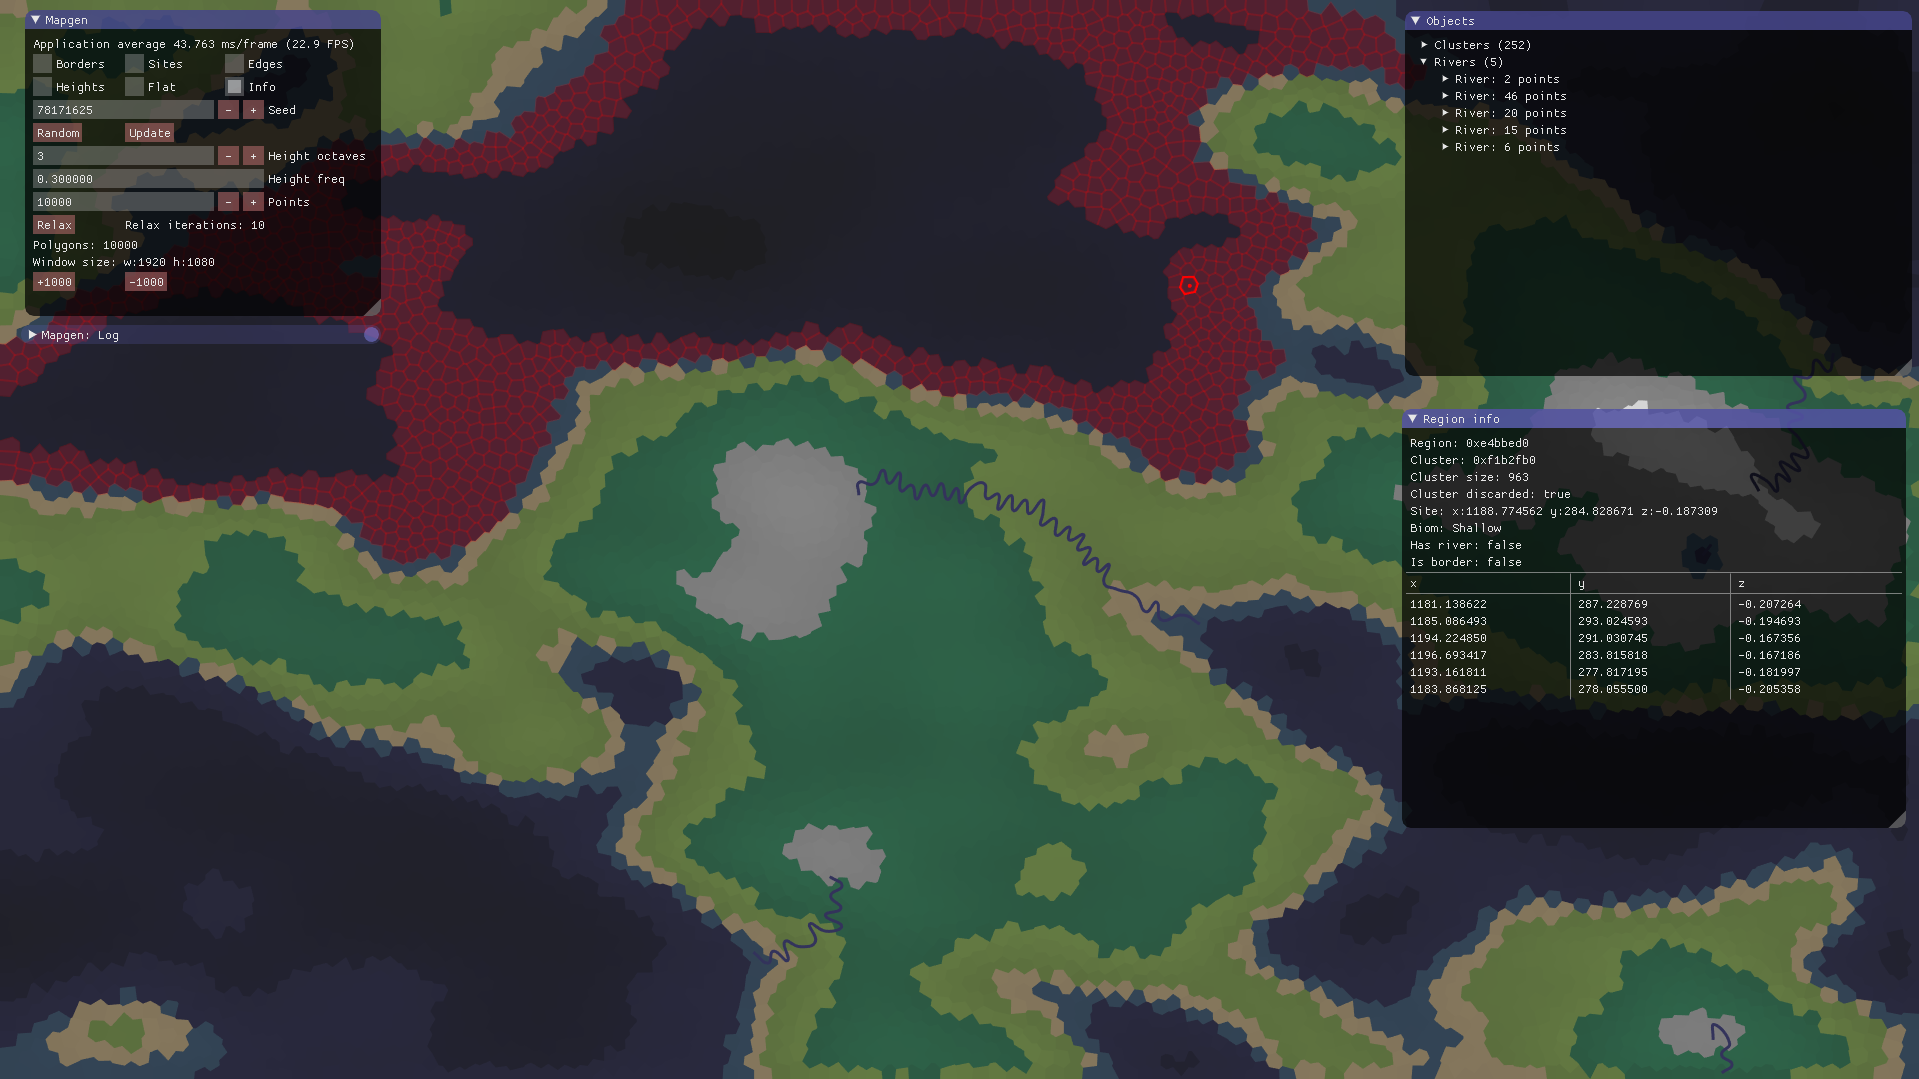 Mapgen
Application average 43.763 ms/frame (22.9 FPS)
Borders Sites Edges
Heights Flat Info
78171625 - + Seed
Random Update
3 - + Height octaves
0.300000 Height freq
10000 - + Points
Relax Relax iterations: 10
Polygons: 10000
Window size: w:1920 h:1080
+1000 -1000
Mapgen: Log
Objects
Clusters (252)
Rivers (5)
River: 2 points
River: 46 points
River: 20 points
River: 15 points
River: 6 points
Region info
Region: 0xe4bbed0
Cluster: 0xf1b2fb0
Cluster size: 963
Cluster discarded: true
Site: x:1188.774562 y:284.828671 z:-0.187309
Biom: Shallow
Has river: false
Is border: false
x y z
1181.138622 287.228769 -0.207264
1185.086493 293.024593 -0.194693
1194.224850 291.030745 -0.167356
1196.693417 283.815818 -0.167186
1193.161811 277.817195 -0.181997
1183.868125 278.055500 -0.205358